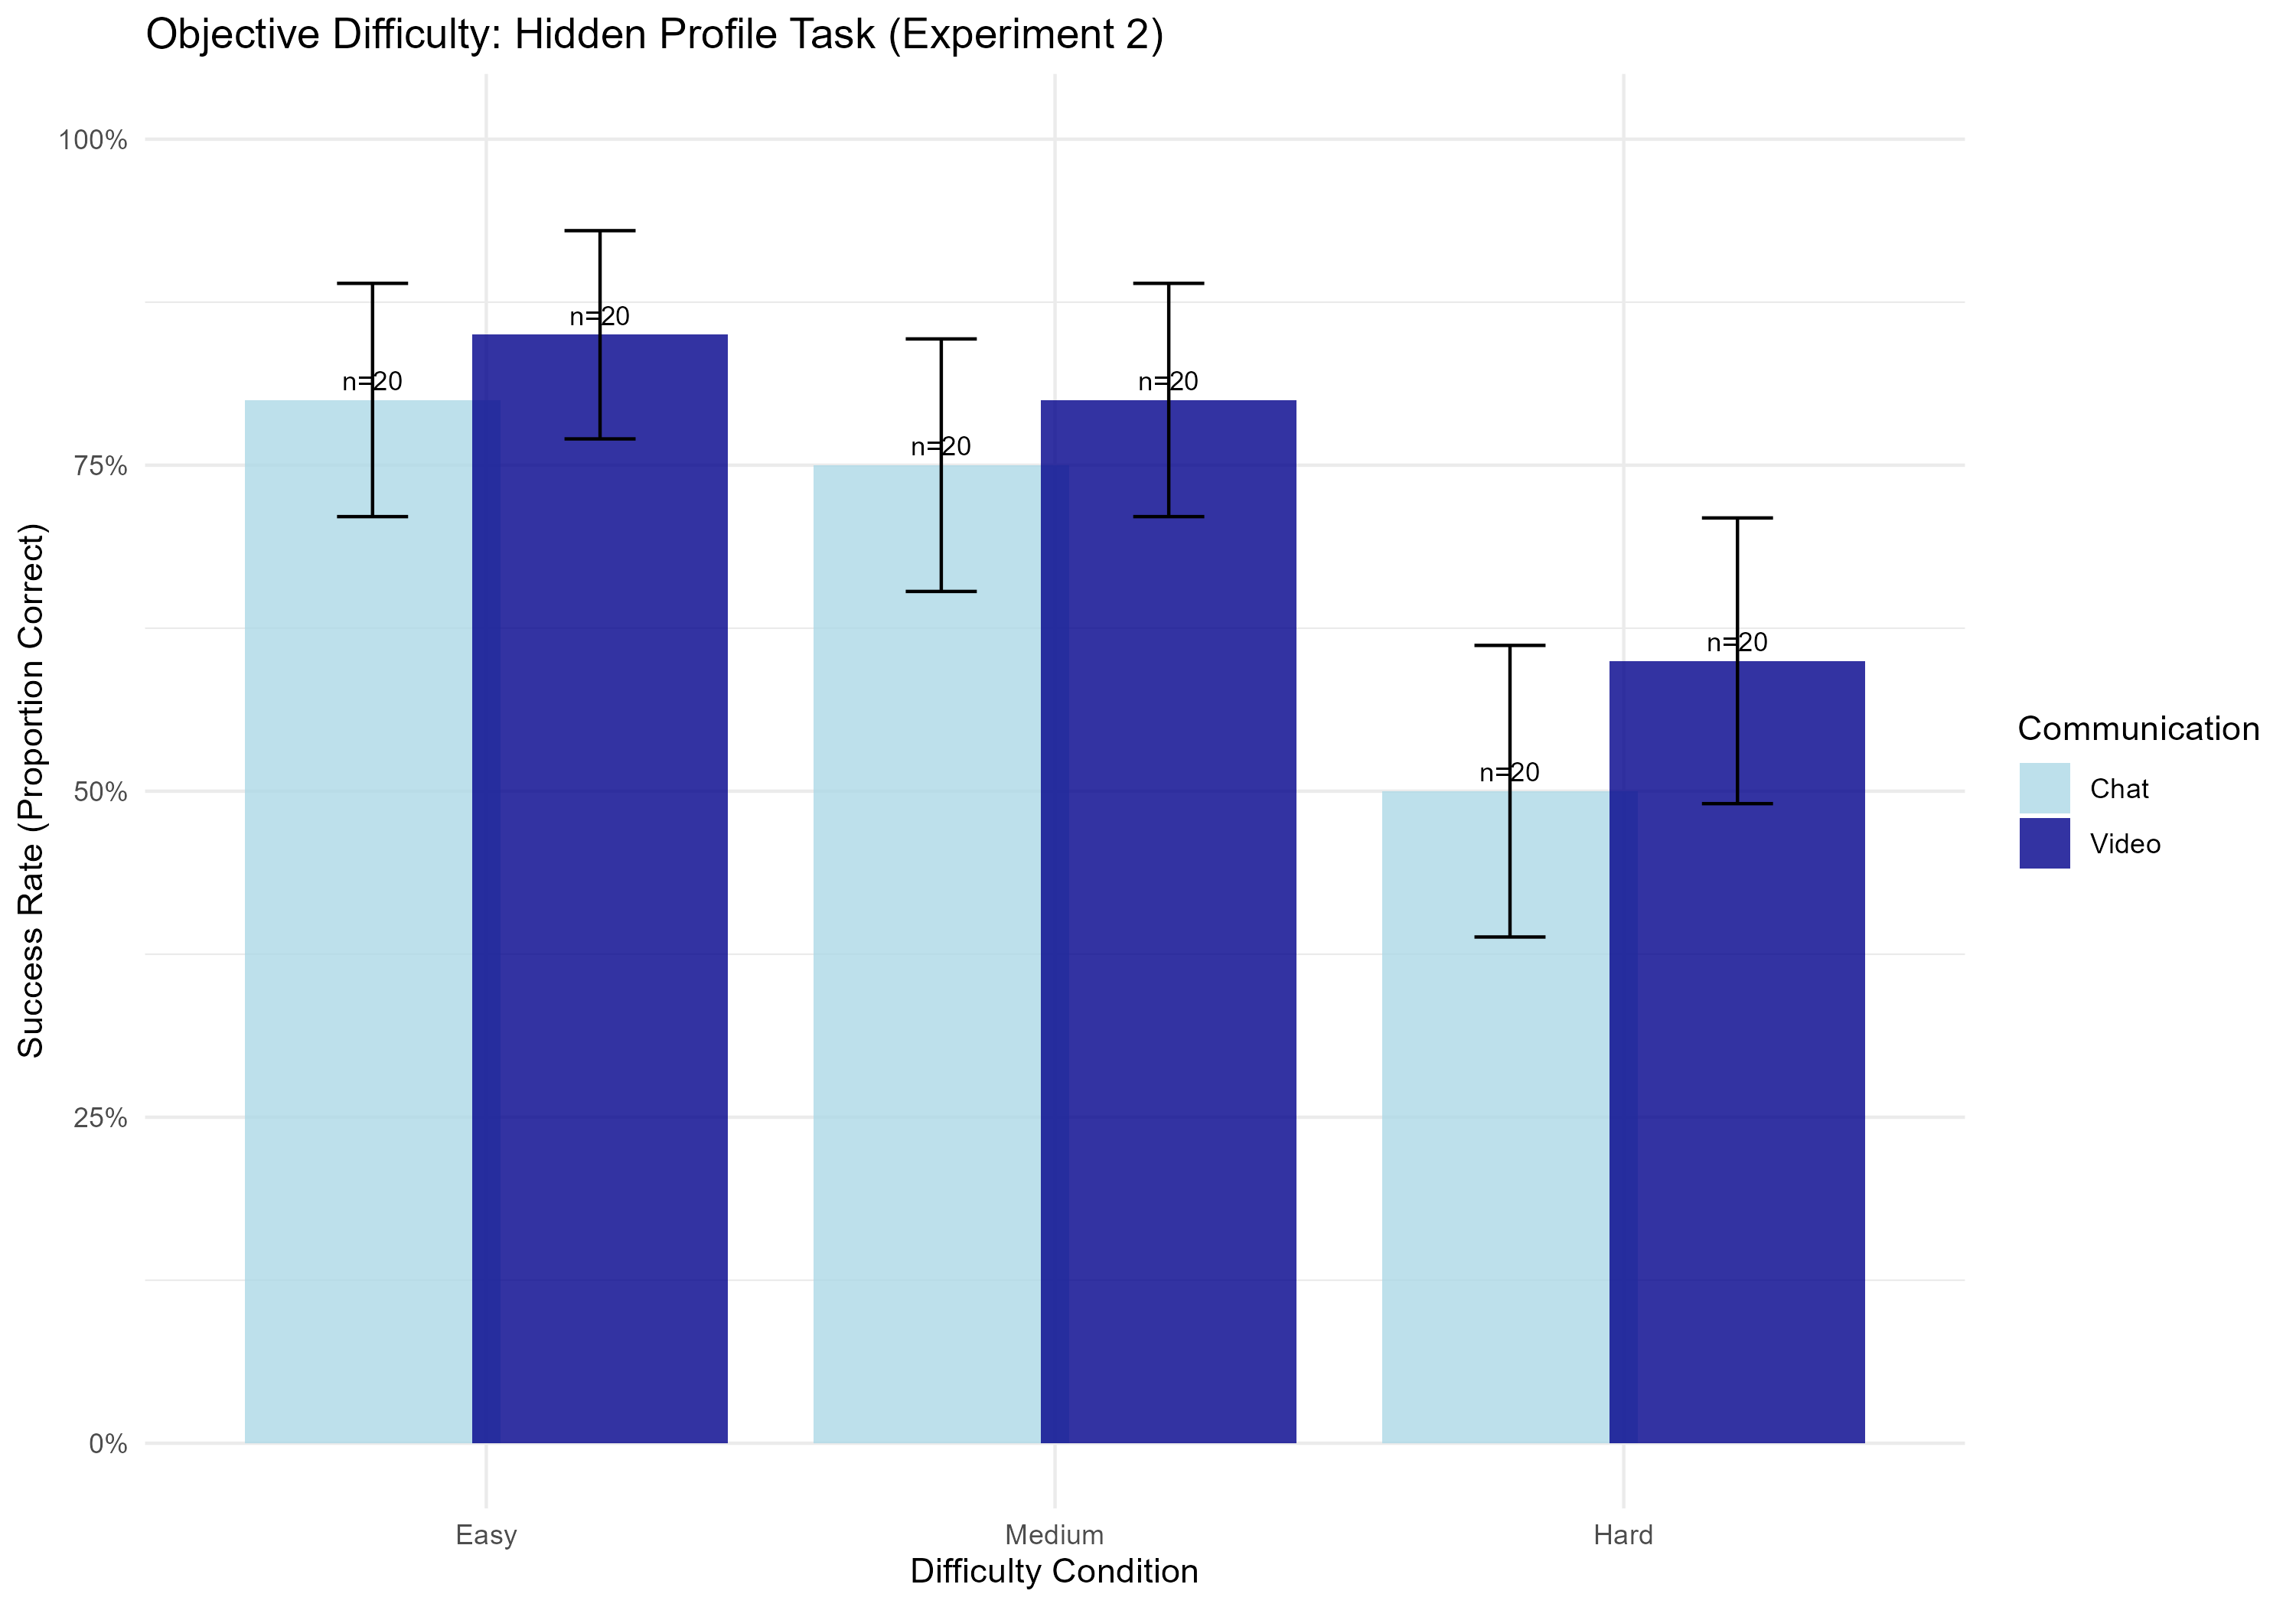 Objective Difficulty: Hidden Profile Task (Experiment 2)
100%
75%
50%
25%
0%
Success Rate (Proportion Correct)
n=20
n=20
n=20
n=20
n=20
n=20
Easy
Medium
Hard
Difficulty Condition
Communication
Chat
Video